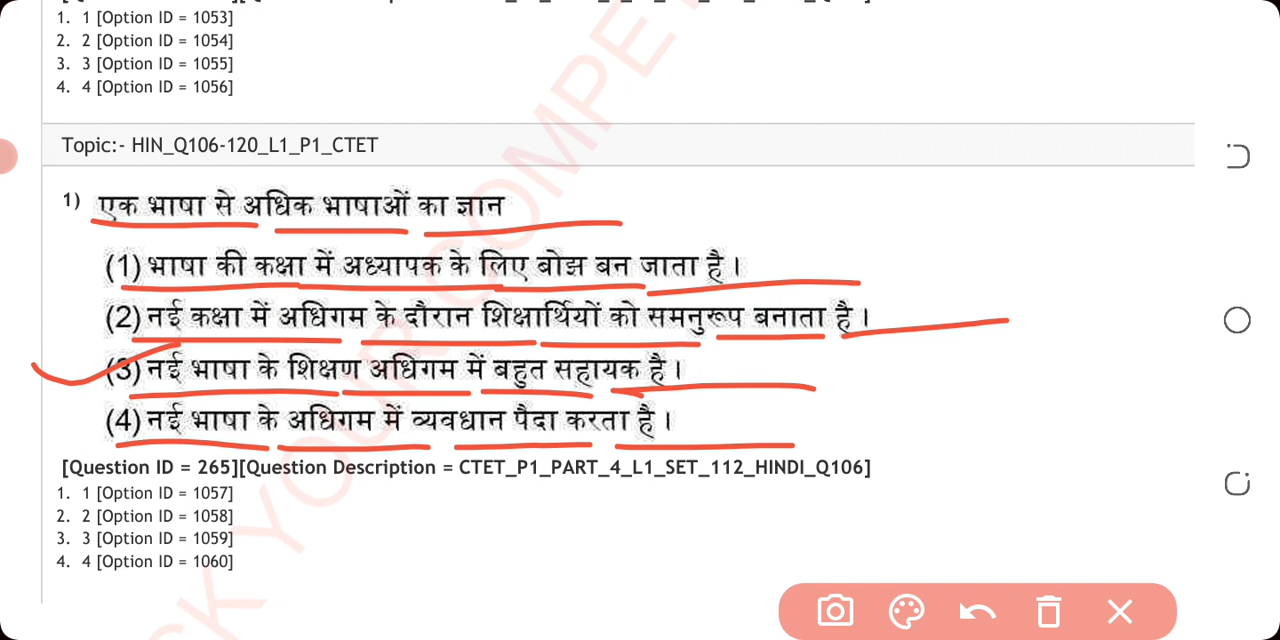 1. 1 [Option ID = 1053]
2. 2 [Option ID = 1054]
3. 3 [Option ID = 1055]
4. 4 [Option ID = 1056]
Topic:- HIN_Q106-120_L1_P1_CTET
1) एक भाषा से अधिक भाषाओं का ज्ञान
(1) भाषा की कक्षा में अध्यापक के लिए बोझ बन जाता है।
(2) नई कक्षा में अधिगम के दौरान शिक्षार्थियों को समनुरूप बनाता है।
(3) नई भाषा के शिक्षण अधिगम में बहुत सहायक है।
(4) नई भाषा के अधिगम में व्यवधान पैदा करता है।
[Question ID = 265][Question Description = CTET_P1_PART_4_L1_SET_112_HINDI_Q106]
1. 1 [Option ID = 1057]
2. 2 [Option ID = 1058]
3. 3 [Option ID = 1059]
4. 4 [Option ID = 1060]
CK YOUR COMPE